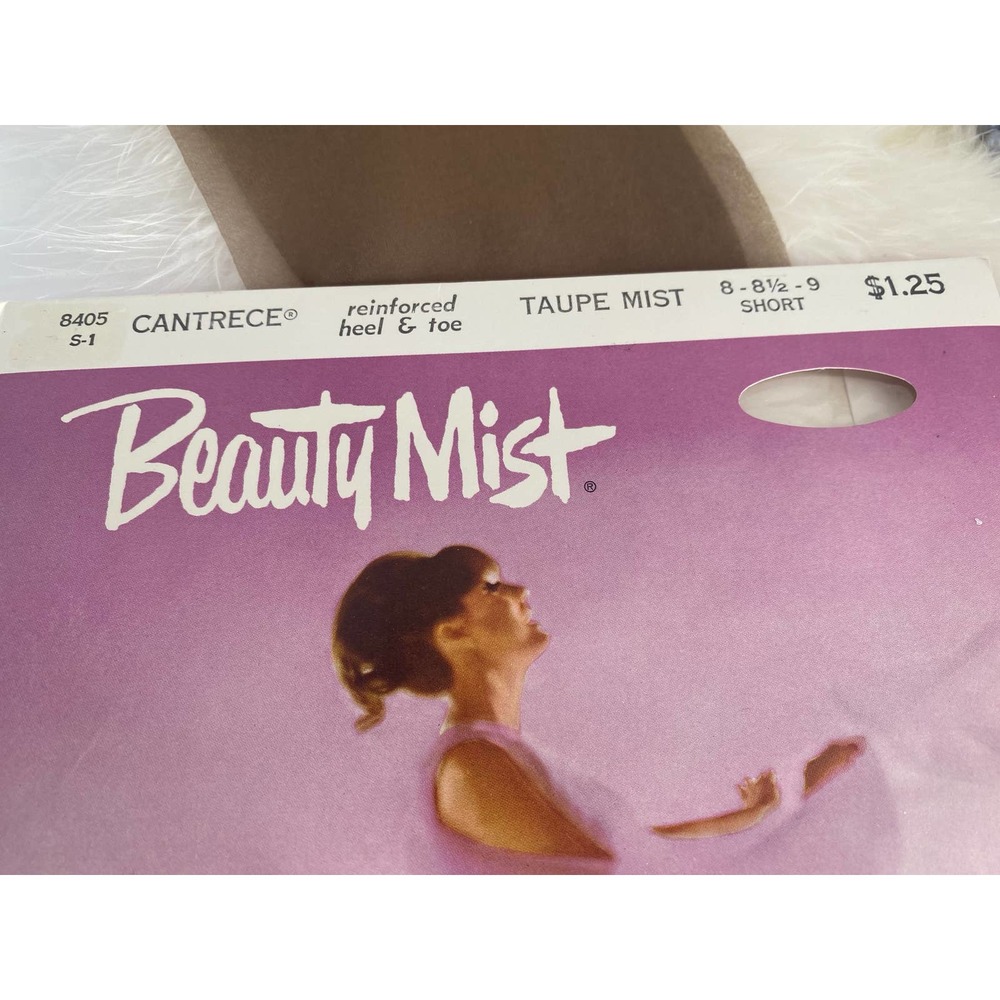 8405
S-1
CANTRECE®
reinforced
heel & toe
TAUPE MIST
8 - 8½ - 9
SHORT
$1.25
Beauty Mist®